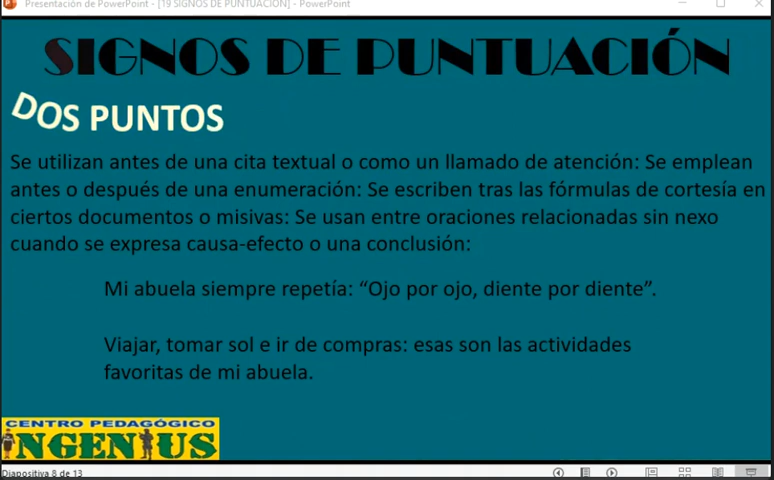 Presentación de PowerPoint - [19 SIGNOS DE PUNTUACIÓN] - PowerPoint
SIGNOS DE PUNTUACIÓN
DOS PUNTOS
Se utilizan antes de una cita textual o como un llamado de atención: Se emplean
antes o después de una enumeración: Se escriben tras las fórmulas de cortesía en
ciertos documentos o misivas: Se usan entre oraciones relacionadas sin nexo
cuando se expresa causa-efecto o una conclusión:
Mi abuela siempre repetía: “Ojo por ojo, diente por diente”.
Viajar, tomar sol e ir de compras: esas son las actividades
favoritas de mi abuela.
CENTRO PEDAGÓGICO
INGENIUS
Diapositiva 8 de 13